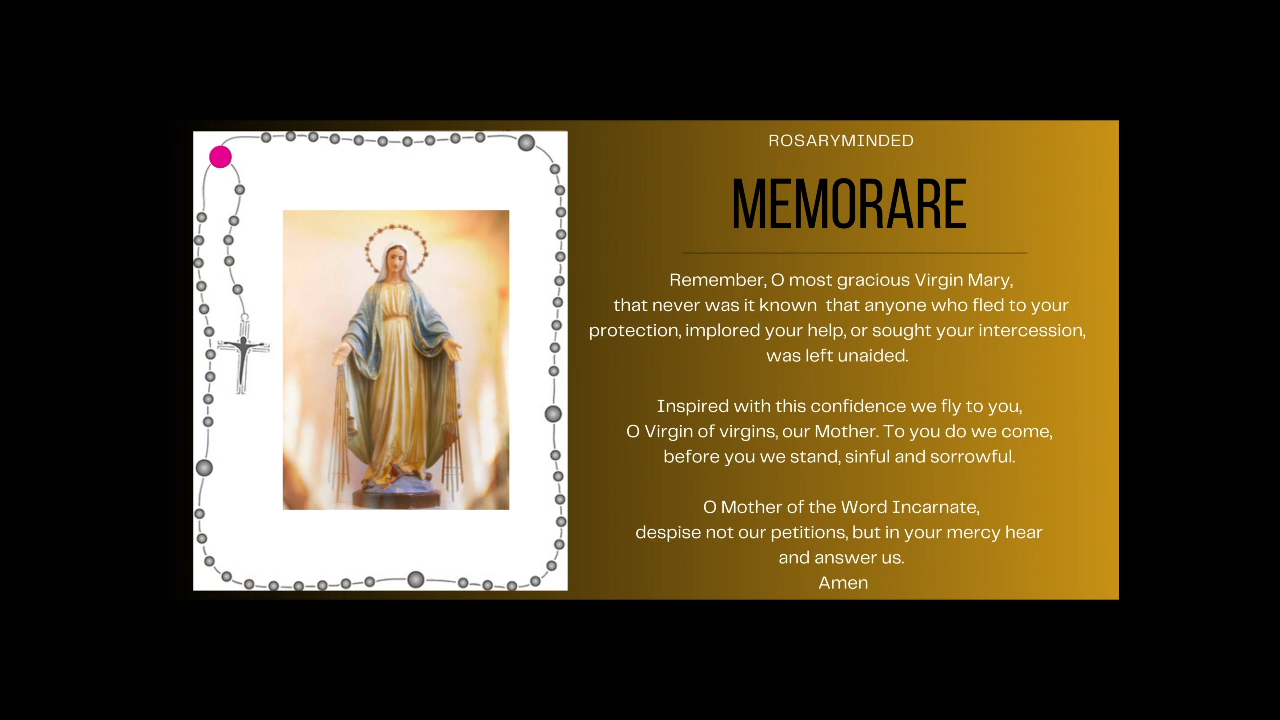 ROSARYMINDED
MEMORARE
Remember, O most gracious Virgin Mary,
that never was it known  that anyone who fled to your
protection, implored your help, or sought your intercession,
was left unaided.
Inspired with this confidence we fly to you,
O Virgin of virgins, our Mother. To you do we come,
before you we stand, sinful and sorrowful.
O Mother of the Word Incarnate,
despise not our petitions, but in your mercy hear
and answer us.
Amen